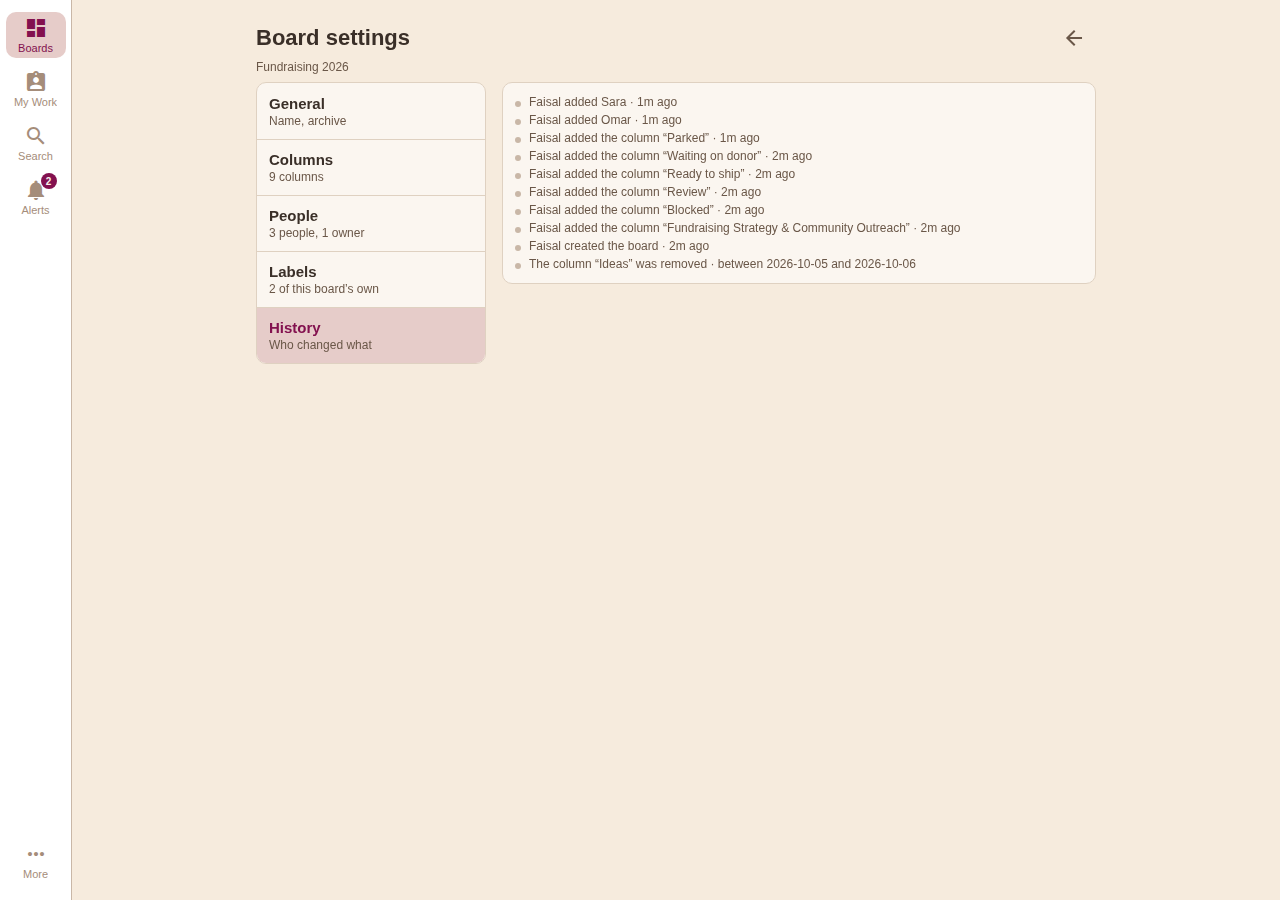 Boards
My Work
Search
2
Alerts
More
Board settings
Fundraising 2026
General
Name, archive
Columns
9 columns
People
3 people, 1 owner
Labels
2 of this board's own
History
Who changed what
Faisal added Sara · 1m ago
Faisal added Omar · 1m ago
Faisal added the column “Parked” · 1m ago
Faisal added the column “Waiting on donor” · 2m ago
Faisal added the column “Ready to ship” · 2m ago
Faisal added the column “Review” · 2m ago
Faisal added the column “Blocked” · 2m ago
Faisal added the column “Fundraising Strategy & Community Outreach” · 2m ago
Faisal created the board · 2m ago
The column “Ideas” was removed · between 2026-10-05 and 2026-10-06